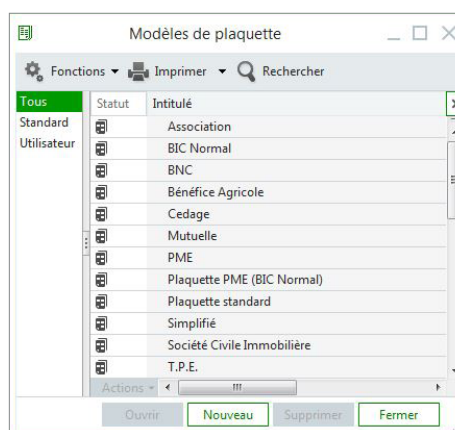 Modèles de plaquette
Fonctions Imprimer Rechercher
Tous
Standard
Utilisateur
Statut Intitulé
Association
BIC Normal
BNC
Bénéfice Agricole
Cedage
Mutuelle
PME
Plaquette PME (BIC Normal)
Plaquette standard
Simplifié
Société Civile Immobilière
T.P.E.
Actions
Ouvrir Nouveau Supprimer Fermer